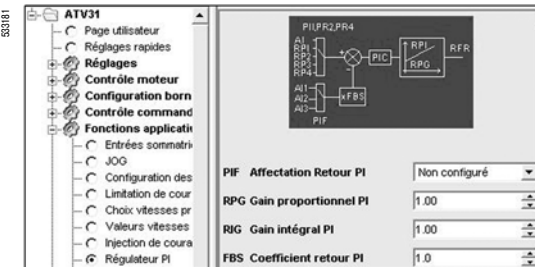 533181
ATV31
Page utilisateur
Réglages rapides
Réglages
Contrôle moteur
Configuration born
Contrôle command
Fonctions applicati
Entrées sommatri
JOG
Configuration des
Limitation de cour
Choix vitesses pr
Valeurs vitesses
Injection de coura
Régulateur PI
PII,PR2,PR4
AI
RP1
RP2
RP3
RP4
+
-
PIC
RPI
RPG
RFR
AI1
AI2
AI3
xFBS
PIF
PIF Affectation Retour PI Non configuré
RPG Gain proportionnel PI 1.00
RIG Gain intégral PI 1.00
FBS Coefficient retour PI 1.0